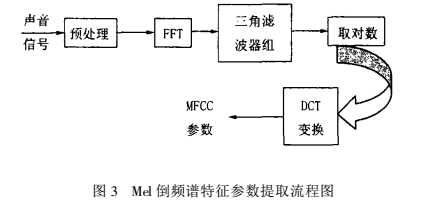 声音
信号
预处理
FFT
三角滤
波器组
取对数
DCT
变换
MFCC
参数
图 3 Mel 倒频谱特征参数提取流程图